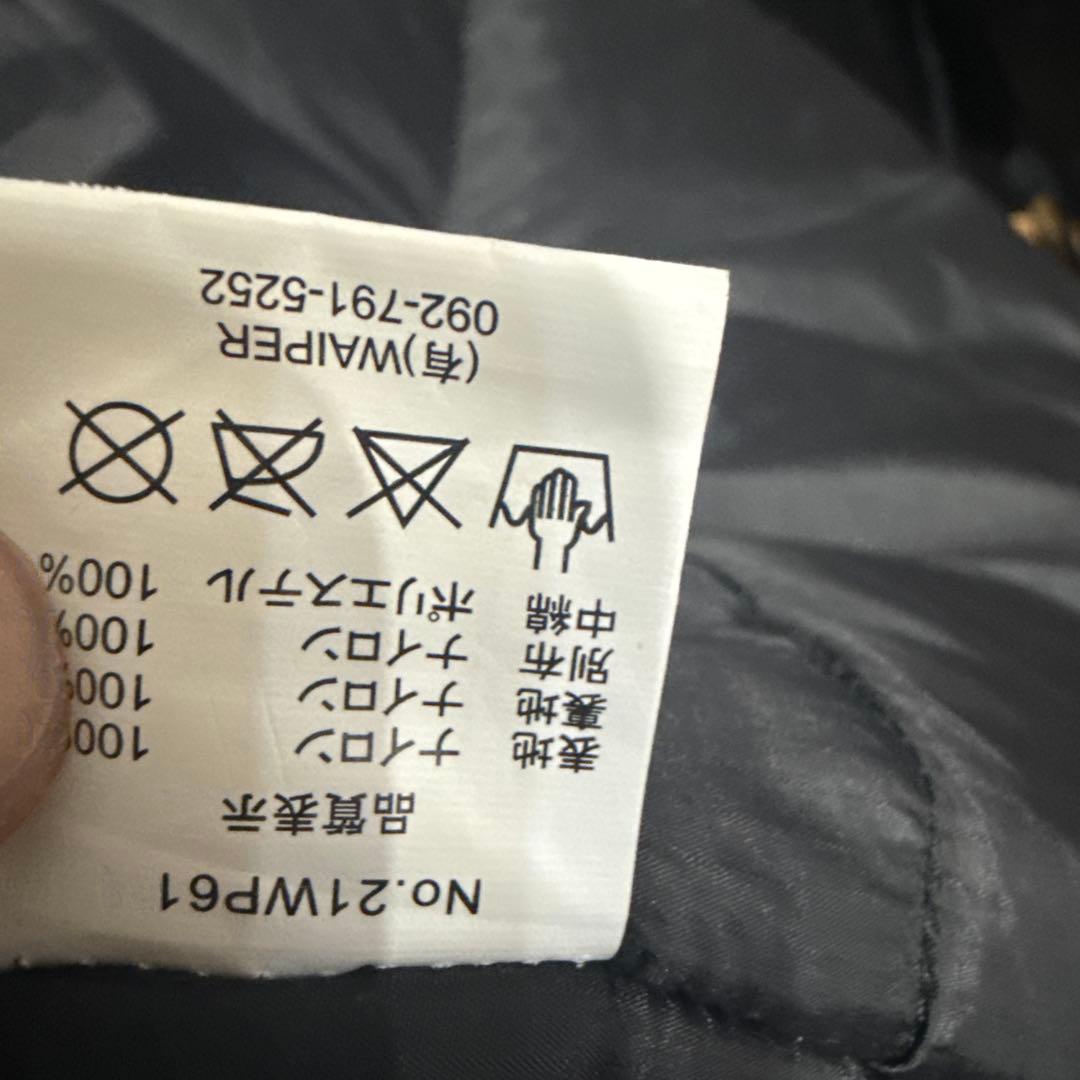 No.21WP61
品質表示
表地 ナイロン 100%
裏地 ナイロン 100%
別布 ナイロン 100%
中綿 ポリエステル 100%
(有)WAIPER
092-791-5252